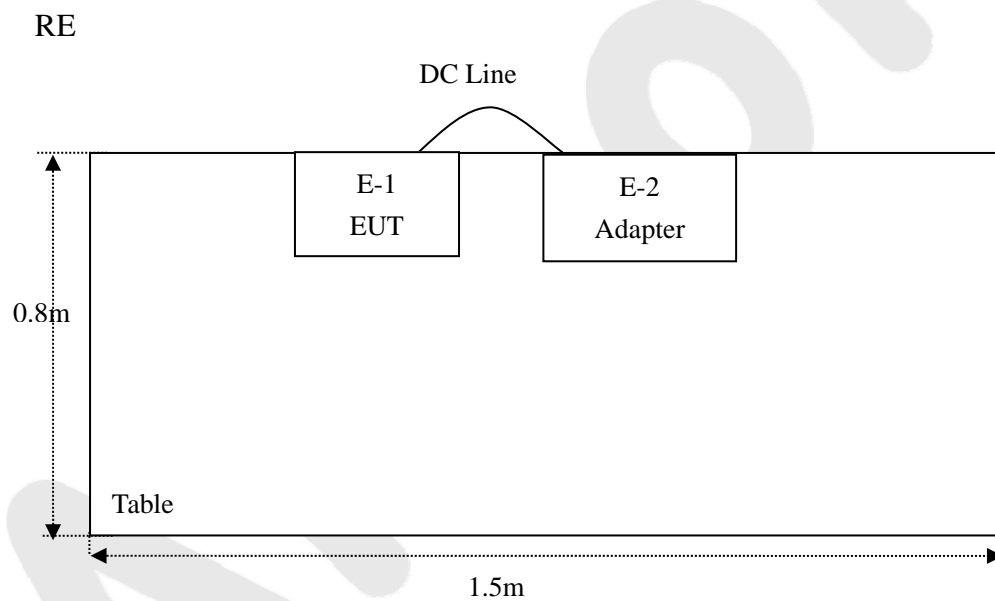 RE
DC Line
E-1
EUT
E-2
Adapter
0.8m
Table
1.5m